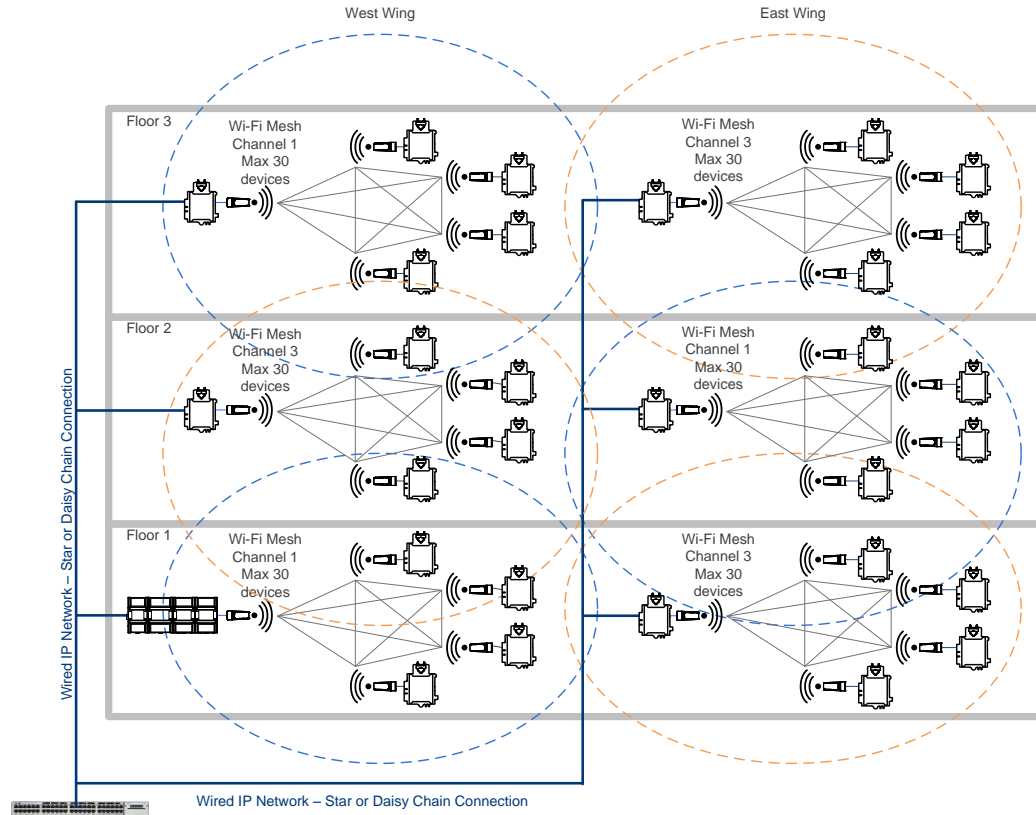 West Wing
East Wing
Floor 3
Wi-Fi Mesh
Channel 1
Max 30
devices
Wi-Fi Mesh
Channel 3
Max 30
devices
Floor 2
Wi-Fi Mesh
Channel 3
Max 30
devices
Wi-Fi Mesh
Channel 1
Max 30
devices
Floor 1
Wi-Fi Mesh
Channel 1
Max 30
devices
Wi-Fi Mesh
Channel 3
Max 30
devices
Wired IP Network – Star or Daisy Chain Connection
Wired IP Network – Star or Daisy Chain Connection